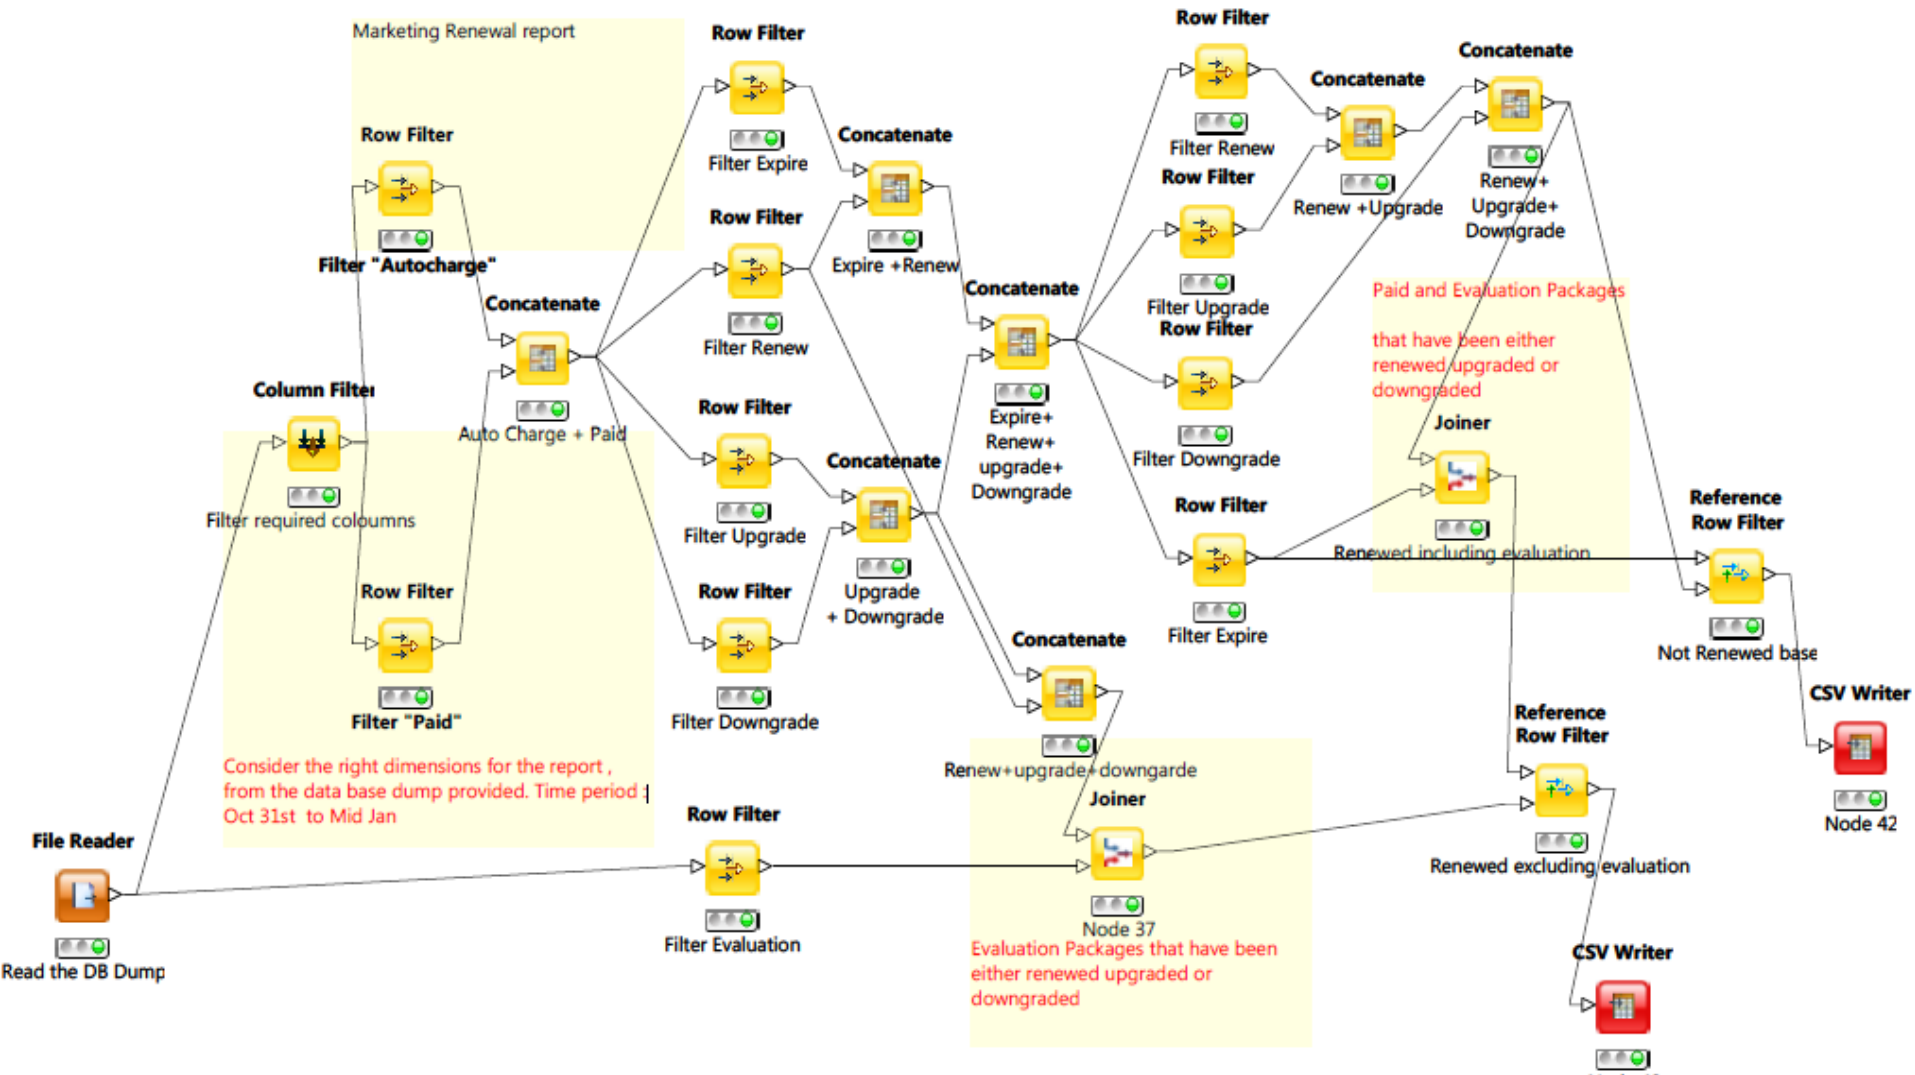 Marketing Renewal report
Row Filter
Filter "Autocharge"
Column Filter
Filter required coloumns
Row Filter
Filter "Paid"
Consider the right dimensions for the report ,
from the data base dump provided. Time period :
Oct 31st to Mid Jan
File Reader
Read the DB Dump
Concatenate
Auto Charge + Paid
Row Filter
Filter Expire
Row Filter
Filter Renew
Row Filter
Filter Upgrade
Row Filter
Filter Downgrade
Row Filter
Filter Evaluation
Concatenate
Expire +Renew
Concatenate
Upgrade
+ Downgrade
Concatenate
Expire+
Renew+
upgrade+
Downgrade
Concatenate
Renew+upgrade+downgarde
Joiner
Node 37
Evaluation Packages that have been
either renewed upgraded or
downgraded
Row Filter
Filter Renew
Row Filter
Filter Upgrade
Row Filter
Filter Downgrade
Row Filter
Filter Expire
Concatenate
Renew +Upgrade
Concatenate
Renew+
Upgrade+
Downgrade
Paid and Evaluation Packages
that have been either
renewed upgraded or
downgraded
Joiner
Renewed including evaluation
Reference
Row Filter
Not Renewed base
CSV Writer
Node 42
Reference
Row Filter
Renewed excluding evaluation
CSV Writer